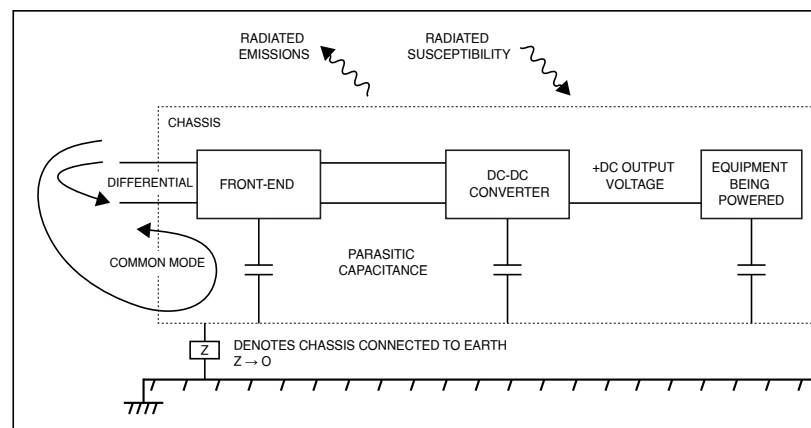 RADIATED
EMISSIONS
RADIATED
SUSCEPTIBILITY
CHASSIS
DIFFERENTIAL
FRONT-END
DC-DC
CONVERTER
+DC OUTPUT
VOLTAGE
EQUIPMENT
BEING
POWERED
COMMON MODE
PARASITIC
CAPACITANCE
Z
DENOTES CHASSIS CONNECTED TO EARTH
Z → O